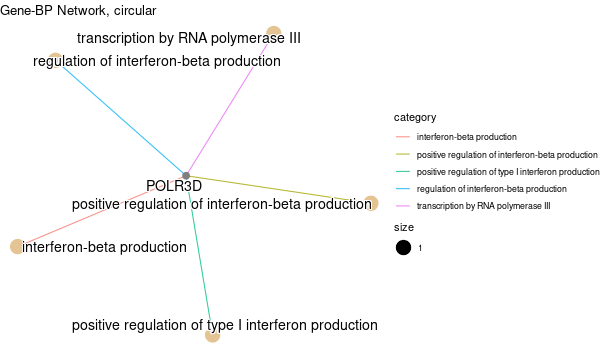 Gene-BP Network, circular
transcription by RNA polymerase III
regulation of interferon-beta production
POLR3D
positive regulation of interferon-beta production
interferon-beta production
positive regulation of type I interferon production
category
interferon-beta production
positive regulation of interferon-beta production
positive regulation of type I interferon production
regulation of interferon-beta production
transcription by RNA polymerase III
size
1